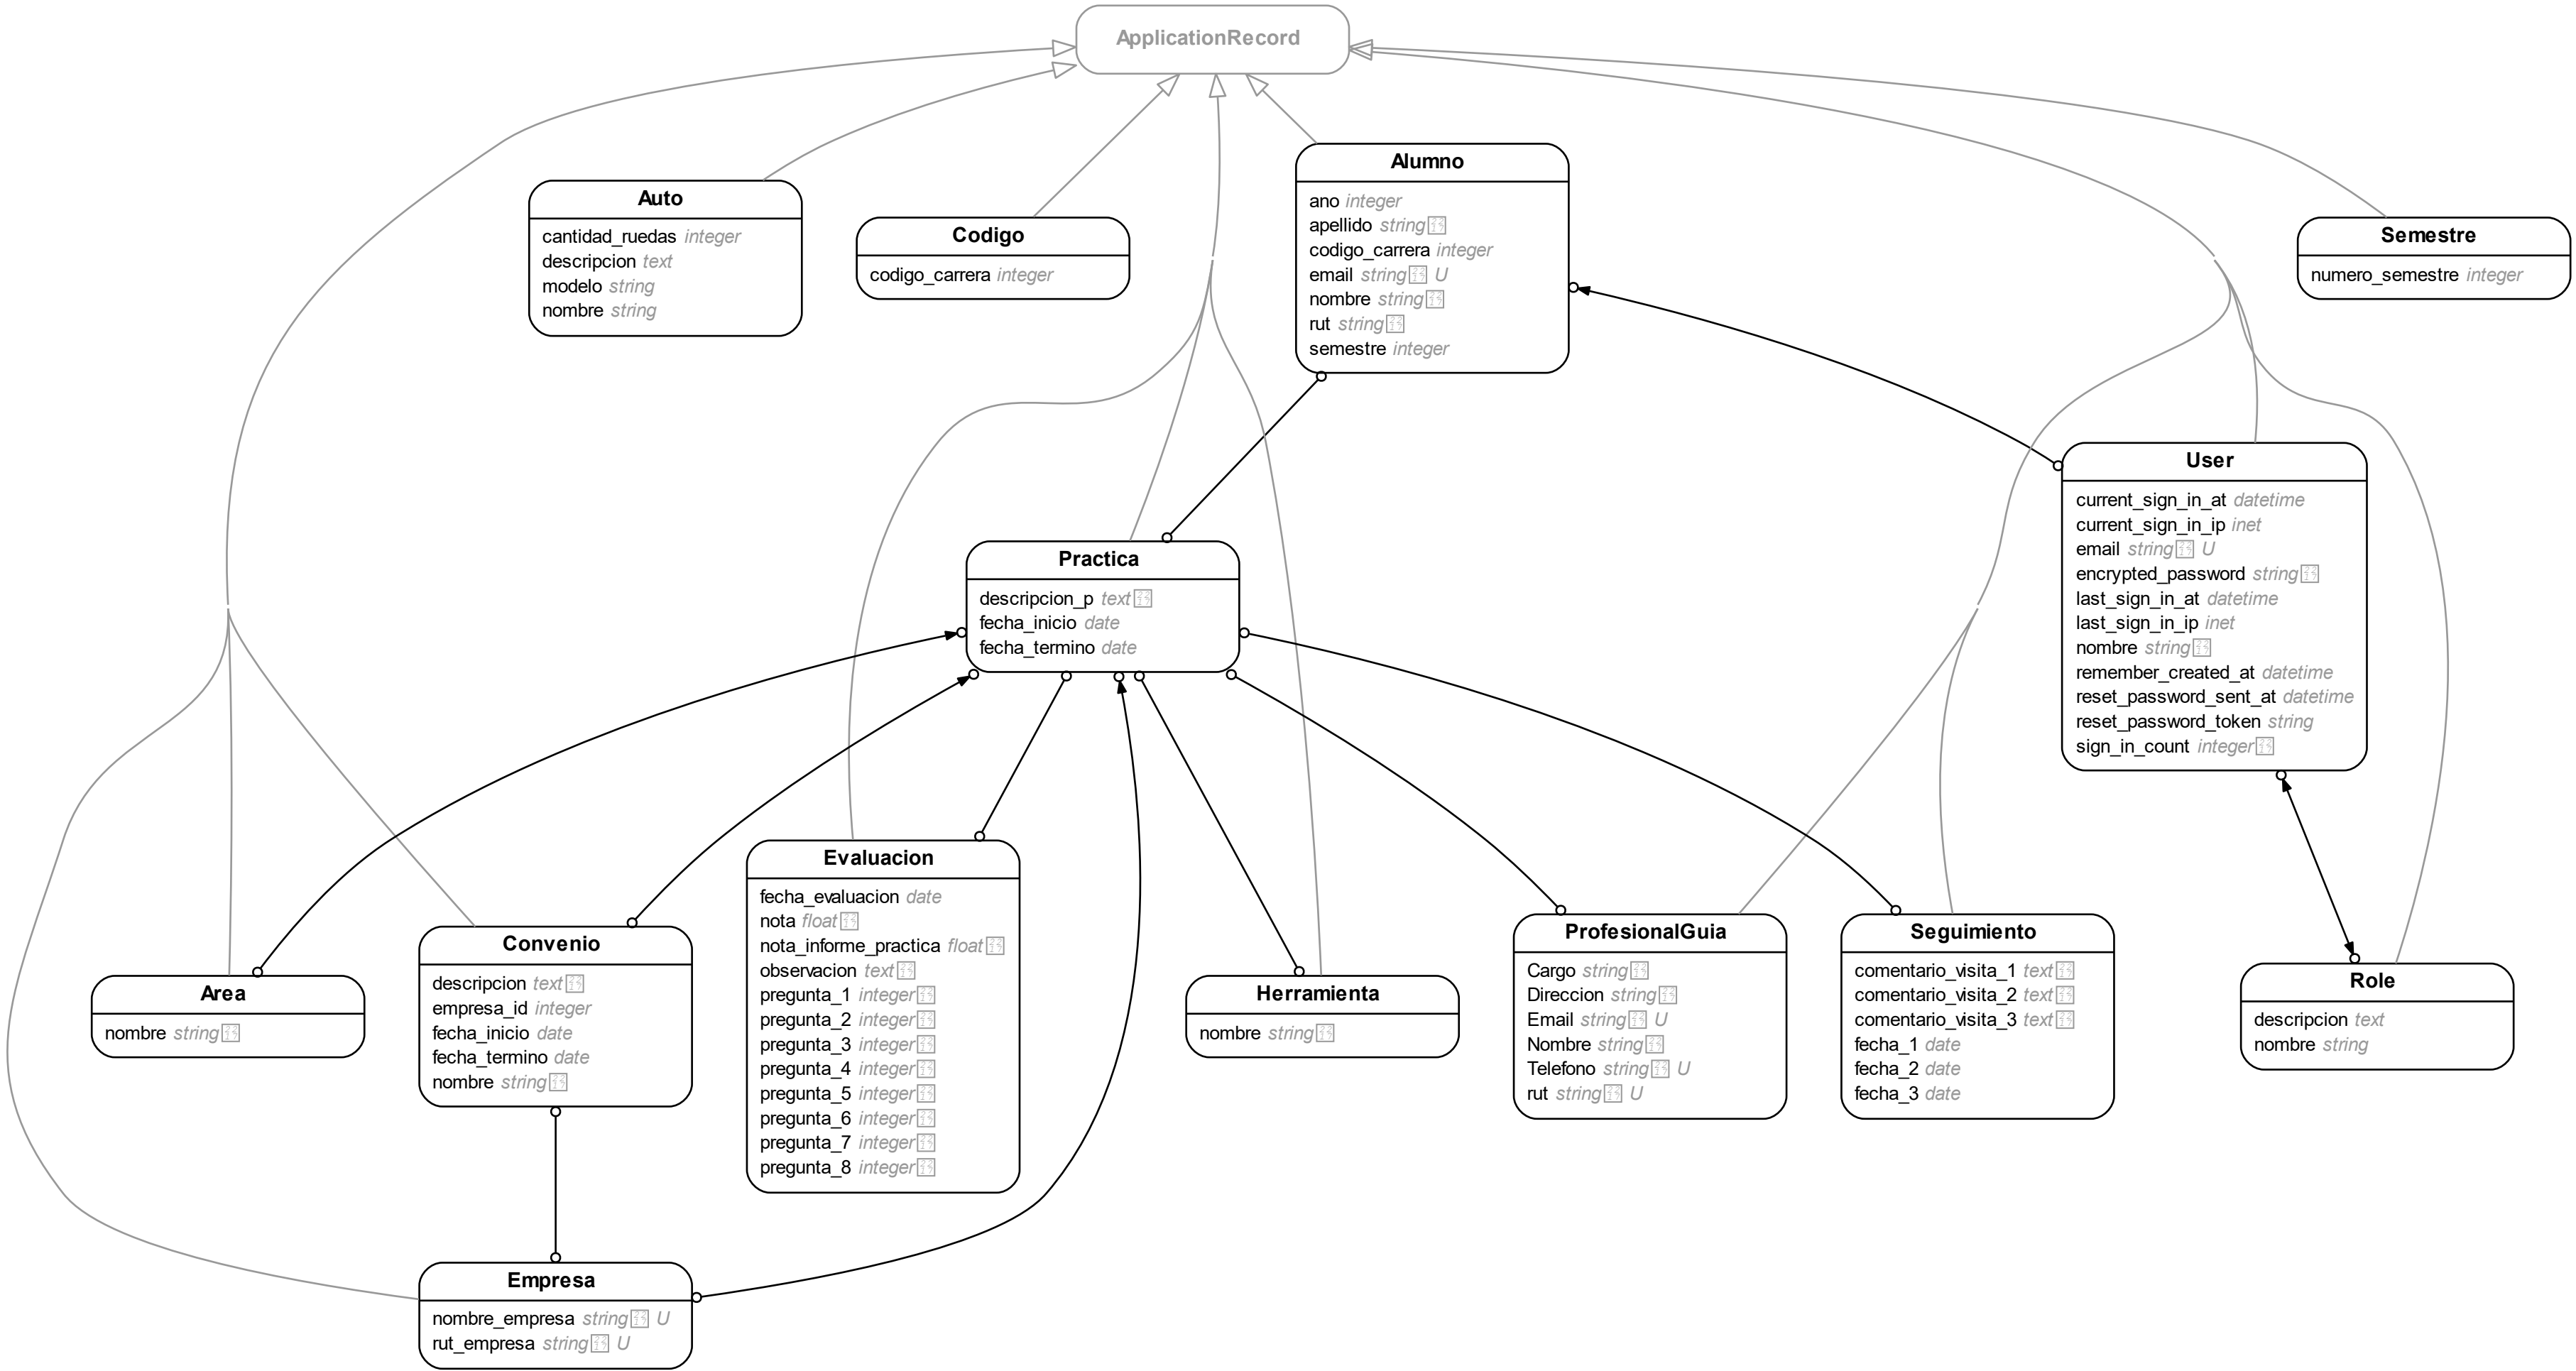 ApplicationRecord
Auto
cantidad_ruedas integer
descripcion text
modelo string
nombre string
Codigo
codigo_carrera integer
Alumno
ano integer
apellido string
codigo_carrera integer
email string U
nombre string
rut string
semestre integer
Semestre
numero_semestre integer
User
current_sign_in_at datetime
current_sign_in_ip inet
email string U
encrypted_password string
last_sign_in_at datetime
last_sign_in_ip inet
nombre string
remember_created_at datetime
reset_password_sent_at datetime
reset_password_token string
sign_in_count integer
Practica
descripcion_p text
fecha_inicio date
fecha_termino date
Area
nombre string
Convenio
descripcion text
empresa_id integer
fecha_inicio date
fecha_termino date
nombre string
Evaluacion
fecha_evaluacion date
nota float
nota_informe_practica float
observacion text
pregunta_1 integer
pregunta_2 integer
pregunta_3 integer
pregunta_4 integer
pregunta_5 integer
pregunta_6 integer
pregunta_7 integer
pregunta_8 integer
Herramienta
nombre string
ProfesionalGuia
Cargo string
Direccion string
Email string U
Nombre string
Telefono string U
rut string U
Seguimiento
comentario_visita_1 text
comentario_visita_2 text
comentario_visita_3 text
fecha_1 date
fecha_2 date
fecha_3 date
Role
descripcion text
nombre string
Empresa
nombre_empresa string U
rut_empresa string U